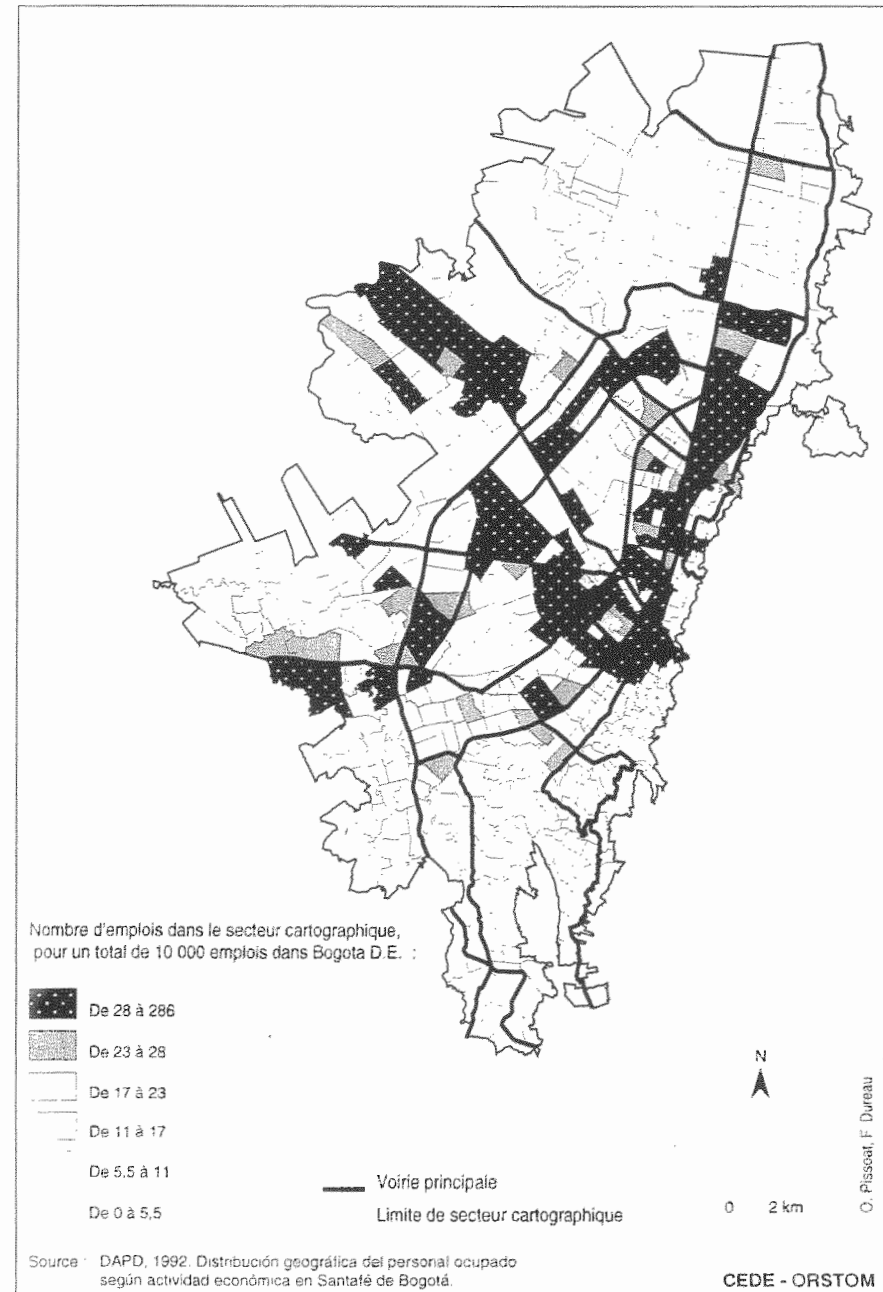 Nombre d'emplois dans le secteur cartographique,
pour un total de 10 000 emplois dans Bogota D.E. :
De 28 à 286
De 23 à 28
De 17 à 23
De 11 à 17
De 5,5 à 11
De 0 à 5,5
Voirie principale
Limite de secteur cartographique
N
0 2 km
O. Pissoat, F. Dureau
Source : DAPD, 1992. Distribución geográfica del personal ocupado
según actividad económica en Santafé de Bogotá.
CEDE - ORSTOM